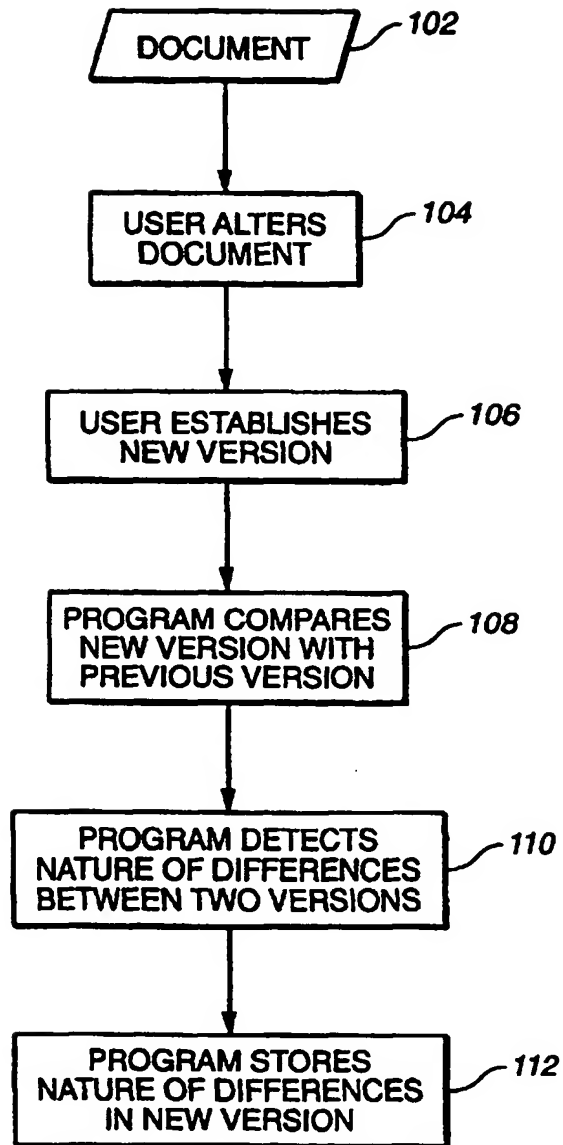 DOCUMENT
102
USER ALTERS
DOCUMENT
104
USER ESTABLISHES
NEW VERSION
106
PROGRAM COMPARES
NEW VERSION WITH
PREVIOUS VERSION
108
PROGRAM DETECTS
NATURE OF DIFFERENCES
BETWEEN TWO VERSIONS
110
PROGRAM STORES
NATURE OF DIFFERENCES
IN NEW VERSION
112